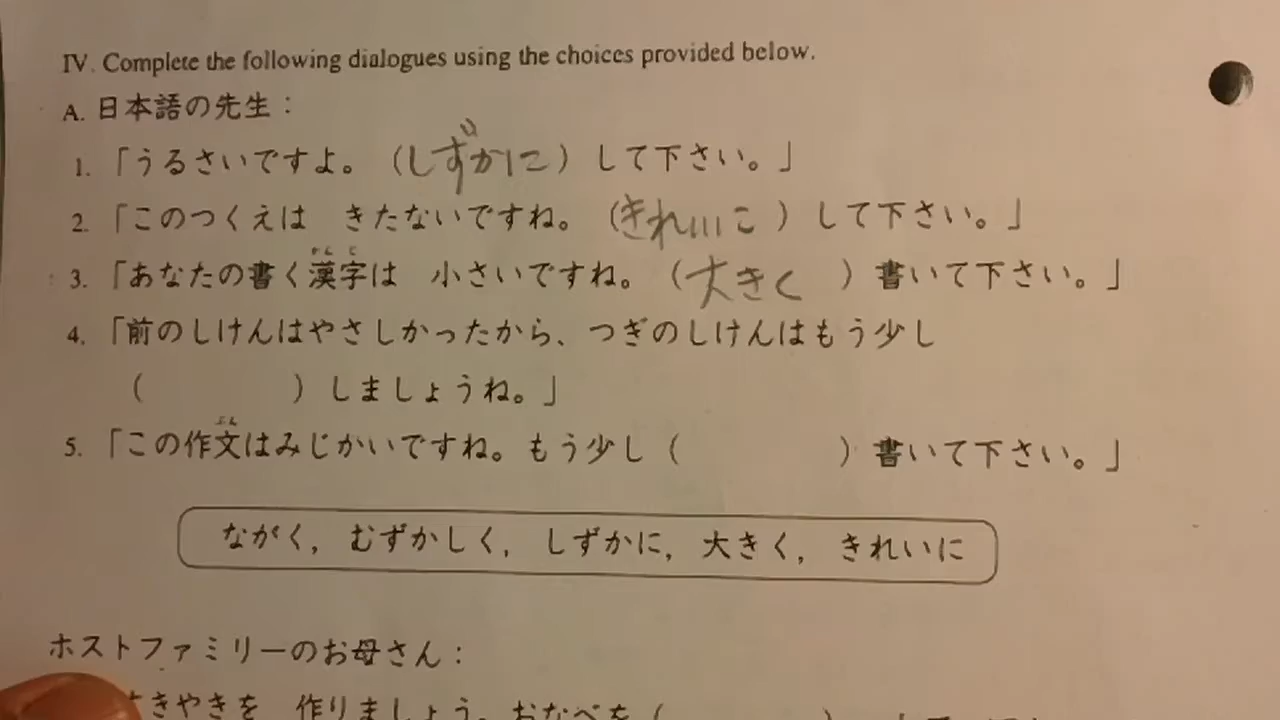 IV. Complete the following dialogues using the choices provided below.
A. 日本語の先生：
1. 「うるさいですよ。（しずかに）して下さい。」
2. 「このつくえは　きたないですね。（きれいに）して下さい。」
かん じ
3. 「あなたの書く漢字は　小さいですね。（大きく）書いて下さい。」
4. 「前のしけんはやさしかったから、つぎのしけんはもう少し
（　　　　　）しましょうね。」
ぶん
5. 「この作文はみじかいですね。もう少し（　　　　　）書いて下さい。」
ながく, むずかしく, しずかに, 大きく, きれいに
ホストファミリーのお母さん：
きやきを　作りましょう。おなべを（